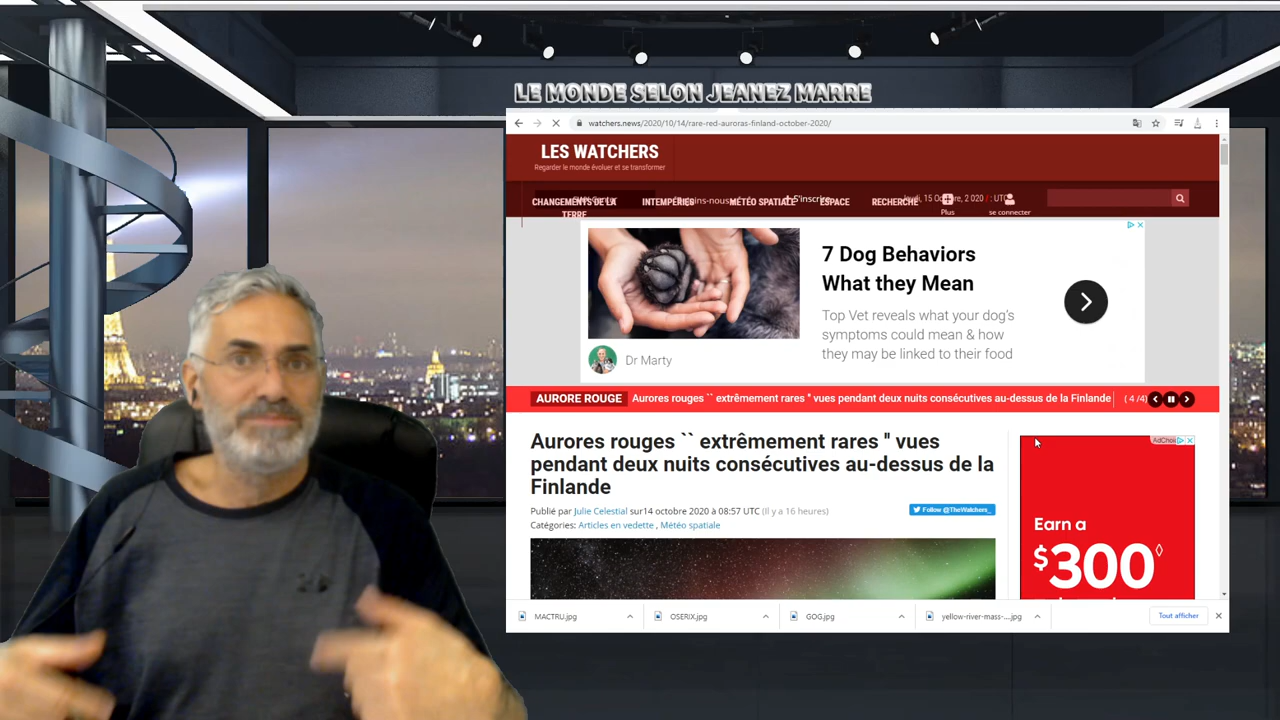 LE MONDE SELON JEANEZ MARRE
watchers.news/2020/10/14/rare-red-auroras-finland-october-2020/
LES WATCHERS
Regarder le monde évoluer et se transformer
CHANGEMENTS DE LA TERRE
INTEMPÉRIES
MÉTÉO SPATIALE
S'inscrire
ESPACE
RECHERCHE
Plus
se connecter
7 Dog Behaviors
What they Mean
Top Vet reveals what your dog's
symptoms could mean & how
they may be linked to their food
Dr Marty
AURORE ROUGE Aurores rouges `` extrêmement rares '' vues pendant deux nuits consécutives au-dessus de la Finlande ( 4 /4)
Aurores rouges `` extrêmement rares '' vues
pendant deux nuits consécutives au-dessus de la
Finlande
Publié par Julie Celestial sur14 octobre 2020 à 08:57 UTC (Il y a 16 heures)
Follow @TheWatchers_
Catégories: Articles en vedette , Météo spatiale
AdChoi
Earn a
$300◊
MACTRU.jpg
OSERIX.jpg
GOG.jpg
yellow-river-mass-....jpg
Tout afficher